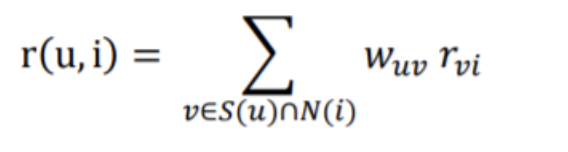 r(u, i) = ∑ w_{uv} r_{vi}
v∈S(u)∩N(i)